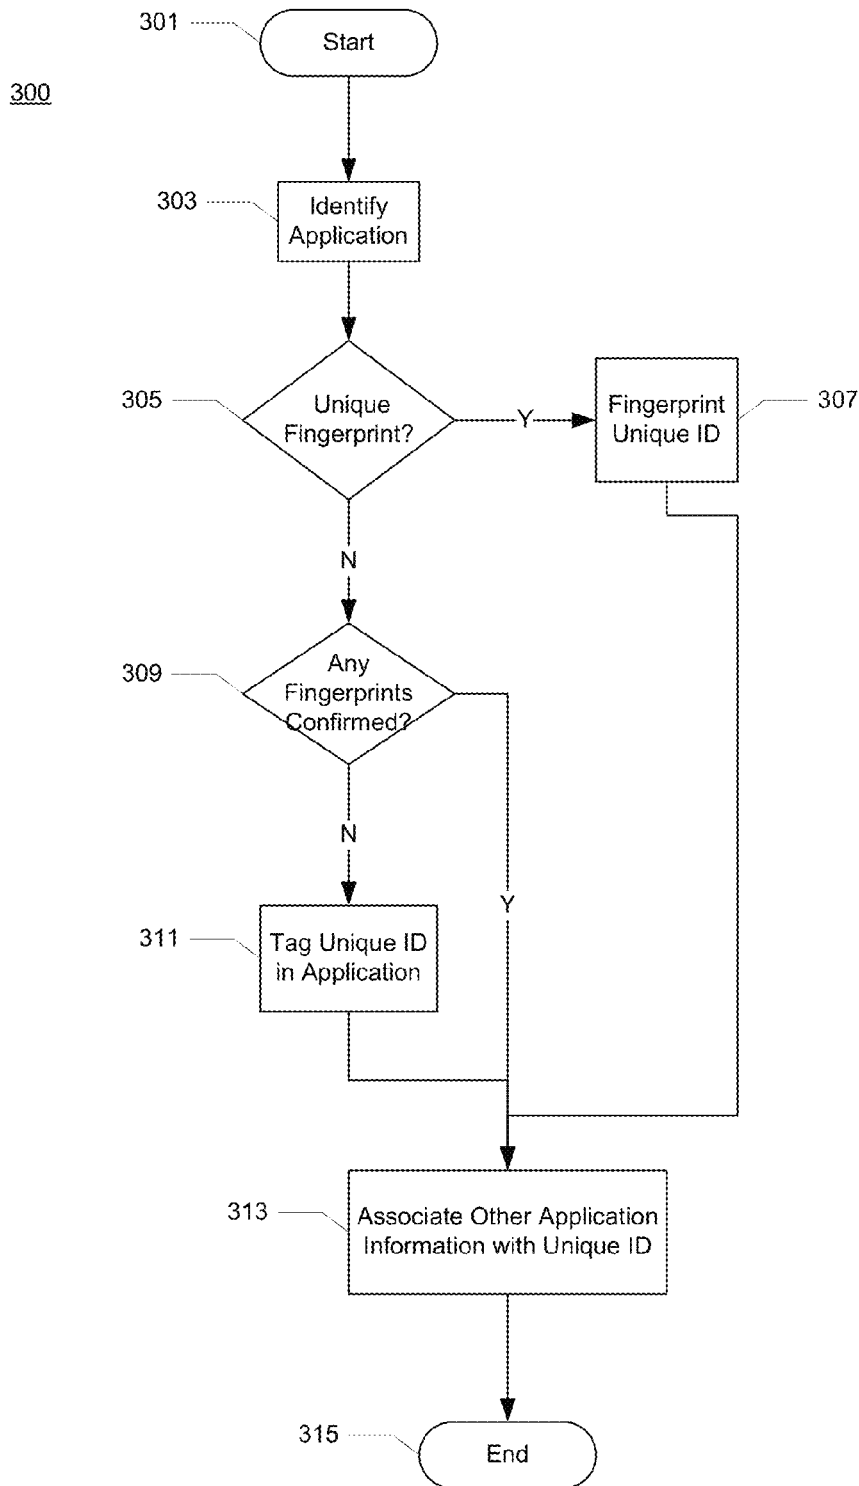 301
Start
300
303
Identify
Application
305
Unique
Fingerprint?
Y
Fingerprint
Unique ID
307
N
309
Any
Fingerprints
Confirmed?
N
Y
311
Tag Unique ID
in Application
313
Associate Other Application
Information with Unique ID
315
End